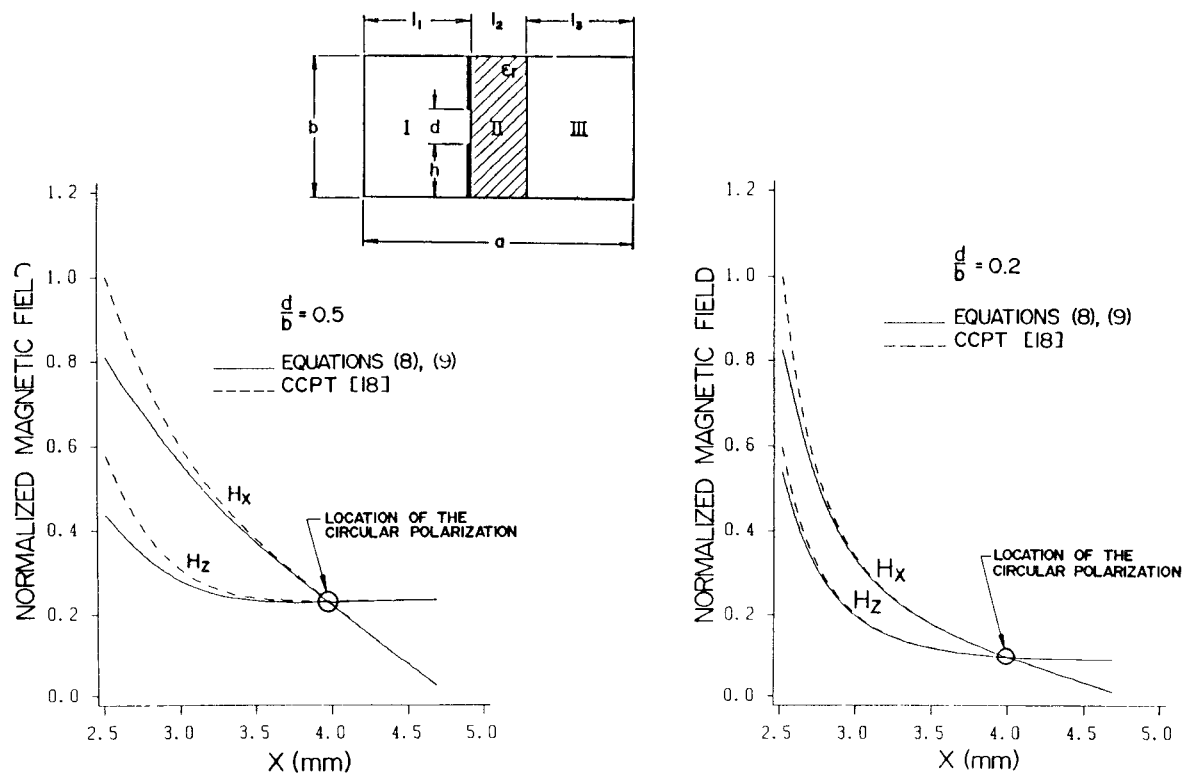 l₁ l₂ l₃
εr
b I d II III
h
a
NORMALIZED MAGNETIC FIELD
1.2
1.0
0.8
0.6
0.4
0.2
0.0
d/b = 0.5
EQUATIONS (8), (9)
CCPT [18]
Hx
Hz
LOCATION OF THE
CIRCULAR POLARIZATION
2.5 3.0 3.5 4.0 4.5 5.0
X (mm)
NORMALIZED MAGNETIC FIELD
1.2
1.0
0.8
0.6
0.4
0.2
0.0
d/b = 0.2
EQUATIONS (8), (9)
CCPT [18]
Hx
Hz
LOCATION OF THE
CIRCULAR POLARIZATION
2.5 3.0 3.5 4.0 4.5 5.0
X (mm)